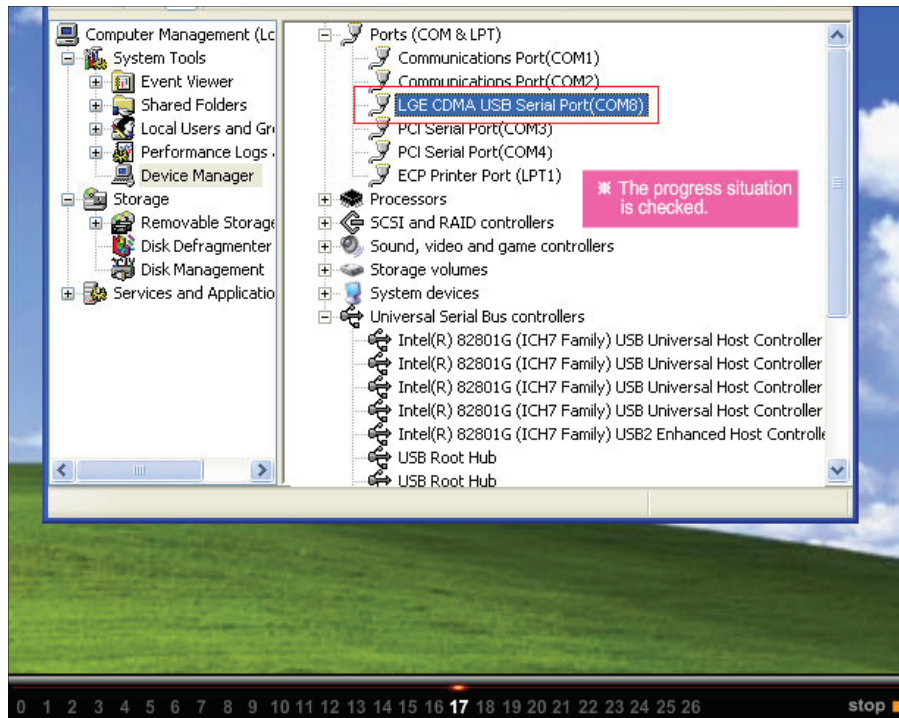 Computer Management (Lc
System Tools
Event Viewer
Shared Folders
Local Users and Gr
Performance Logs
Device Manager
Storage
Removable Storage
Disk Defragmenter
Disk Management
Services and Applicatio
Ports (COM & LPT)
Communications Port(COM1)
Communications Port(COM2)
LGE CDMA USB Serial Port(COM8)
PCI Serial Port(COM3)
PCI Serial Port(COM4)
ECP Printer Port (LPT1)
Processors
SCSI and RAID controllers
Sound, video and game controllers
Storage volumes
System devices
Universal Serial Bus controllers
Intel(R) 82801G (ICH7 Family) USB Universal Host Controller
Intel(R) 82801G (ICH7 Family) USB Universal Host Controller
Intel(R) 82801G (ICH7 Family) USB Universal Host Controller
Intel(R) 82801G (ICH7 Family) USB Universal Host Controller
Intel(R) 82801G (ICH7 Family) USB2 Enhanced Host Controlle
USB Root Hub
USB Root Hub
※ The progress situation
is checked.
0 1 2 3 4 5 6 7 8 9 10 11 12 13 14 15 16 17 18 19 20 21 22 23 24 25 26 stop